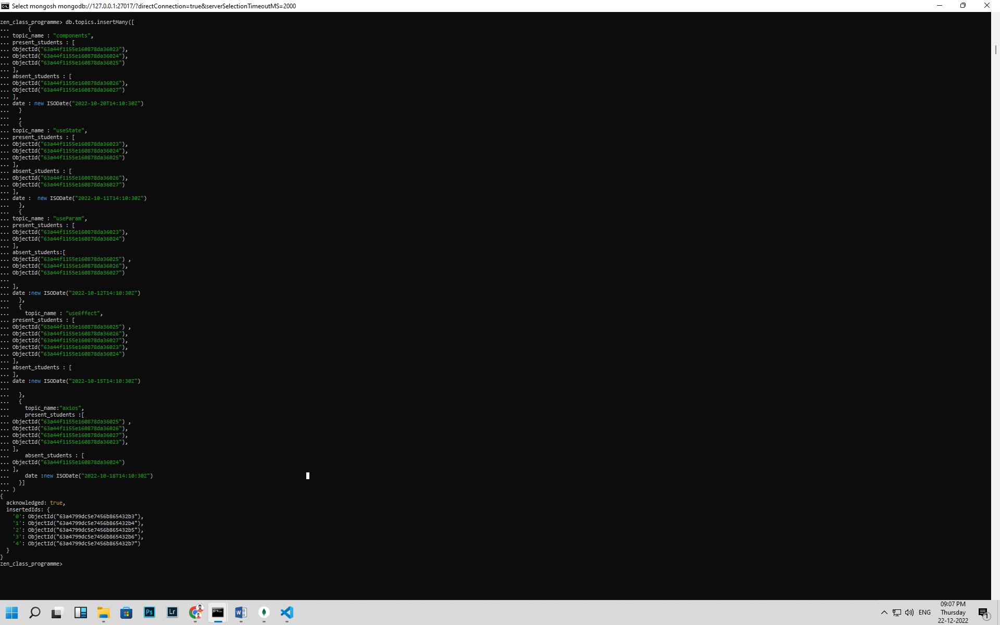 Select mongosh mongodb://127.0.0.1:27017/?directConnection=true&serverSelectionTimeoutMS=2000
zen_class_programme> db.topics.insertMany([
...      {
... topic_name : "components",
... present_students : [
... ObjectId("63a44f1155e160878da36023"),
... ObjectId("63a44f1155e160878da36024"),
... ObjectId("63a44f1155e160878da36025")
... ],
... absent_students : [
... ObjectId("63a44f1155e160878da36026"),
... ObjectId("63a44f1155e160878da36027")
... ],
... date : new ISODate("2022-10-20T14:10:30Z")
...   }
...   ,
...   {
... topic_name : "useState",
... present_students : [
... ObjectId("63a44f1155e160878da36023"),
... ObjectId("63a44f1155e160878da36024"),
... ObjectId("63a44f1155e160878da36025")
... ],
... absent_students : [
... ObjectId("63a44f1155e160878da36026"),
... ObjectId("63a44f1155e160878da36027")
... ],
... date :  new ISODate("2022-10-11T14:10:30Z")
...   },
...   {
... topic_name : "useParam",
... present_students : [
... ObjectId("63a44f1155e160878da36023"),
... ObjectId("63a44f1155e160878da36024")
... ],
... absent_students:[
... ObjectId("63a44f1155e160878da36025") ,
... ObjectId("63a44f1155e160878da36026"),
... ObjectId("63a44f1155e160878da36027")
...
... ],
... date :new ISODate("2022-10-12T14:10:30Z")
...   },
...   {
...     topic_name : "useEffect",
... present_students : [
... ObjectId("63a44f1155e160878da36025") ,
... ObjectId("63a44f1155e160878da36026"),
... ObjectId("63a44f1155e160878da36027"),
... ObjectId("63a44f1155e160878da36023"),
... ObjectId("63a44f1155e160878da36024")
... ],
... absent_students : [
... ],
... date :new ISODate("2022-10-15T14:10:30Z")
...
...   },
...   {
...     topic_name:"axios",
...     present_students :[
... ObjectId("63a44f1155e160878da36025") ,
... ObjectId("63a44f1155e160878da36026"),
... ObjectId("63a44f1155e160878da36027"),
... ObjectId("63a44f1155e160878da36023"),
... ],
...     absent_students : [
... ObjectId("63a44f1155e160878da36024")
... ],
...     date :new ISODate("2022-10-18T14:10:30Z")
...   }]
... )
{
  acknowledged: true,
  insertedIds: {
    '0': ObjectId("63a4799dc5e7456b865432b3"),
    '1': ObjectId("63a4799dc5e7456b865432b4"),
    '2': ObjectId("63a4799dc5e7456b865432b5"),
    '3': ObjectId("63a4799dc5e7456b865432b6"),
    '4': ObjectId("63a4799dc5e7456b865432b7")
  }
}
zen_class_programme>
Ps
Lr
ENG
09:07 PM
Thursday
22-12-2022
1